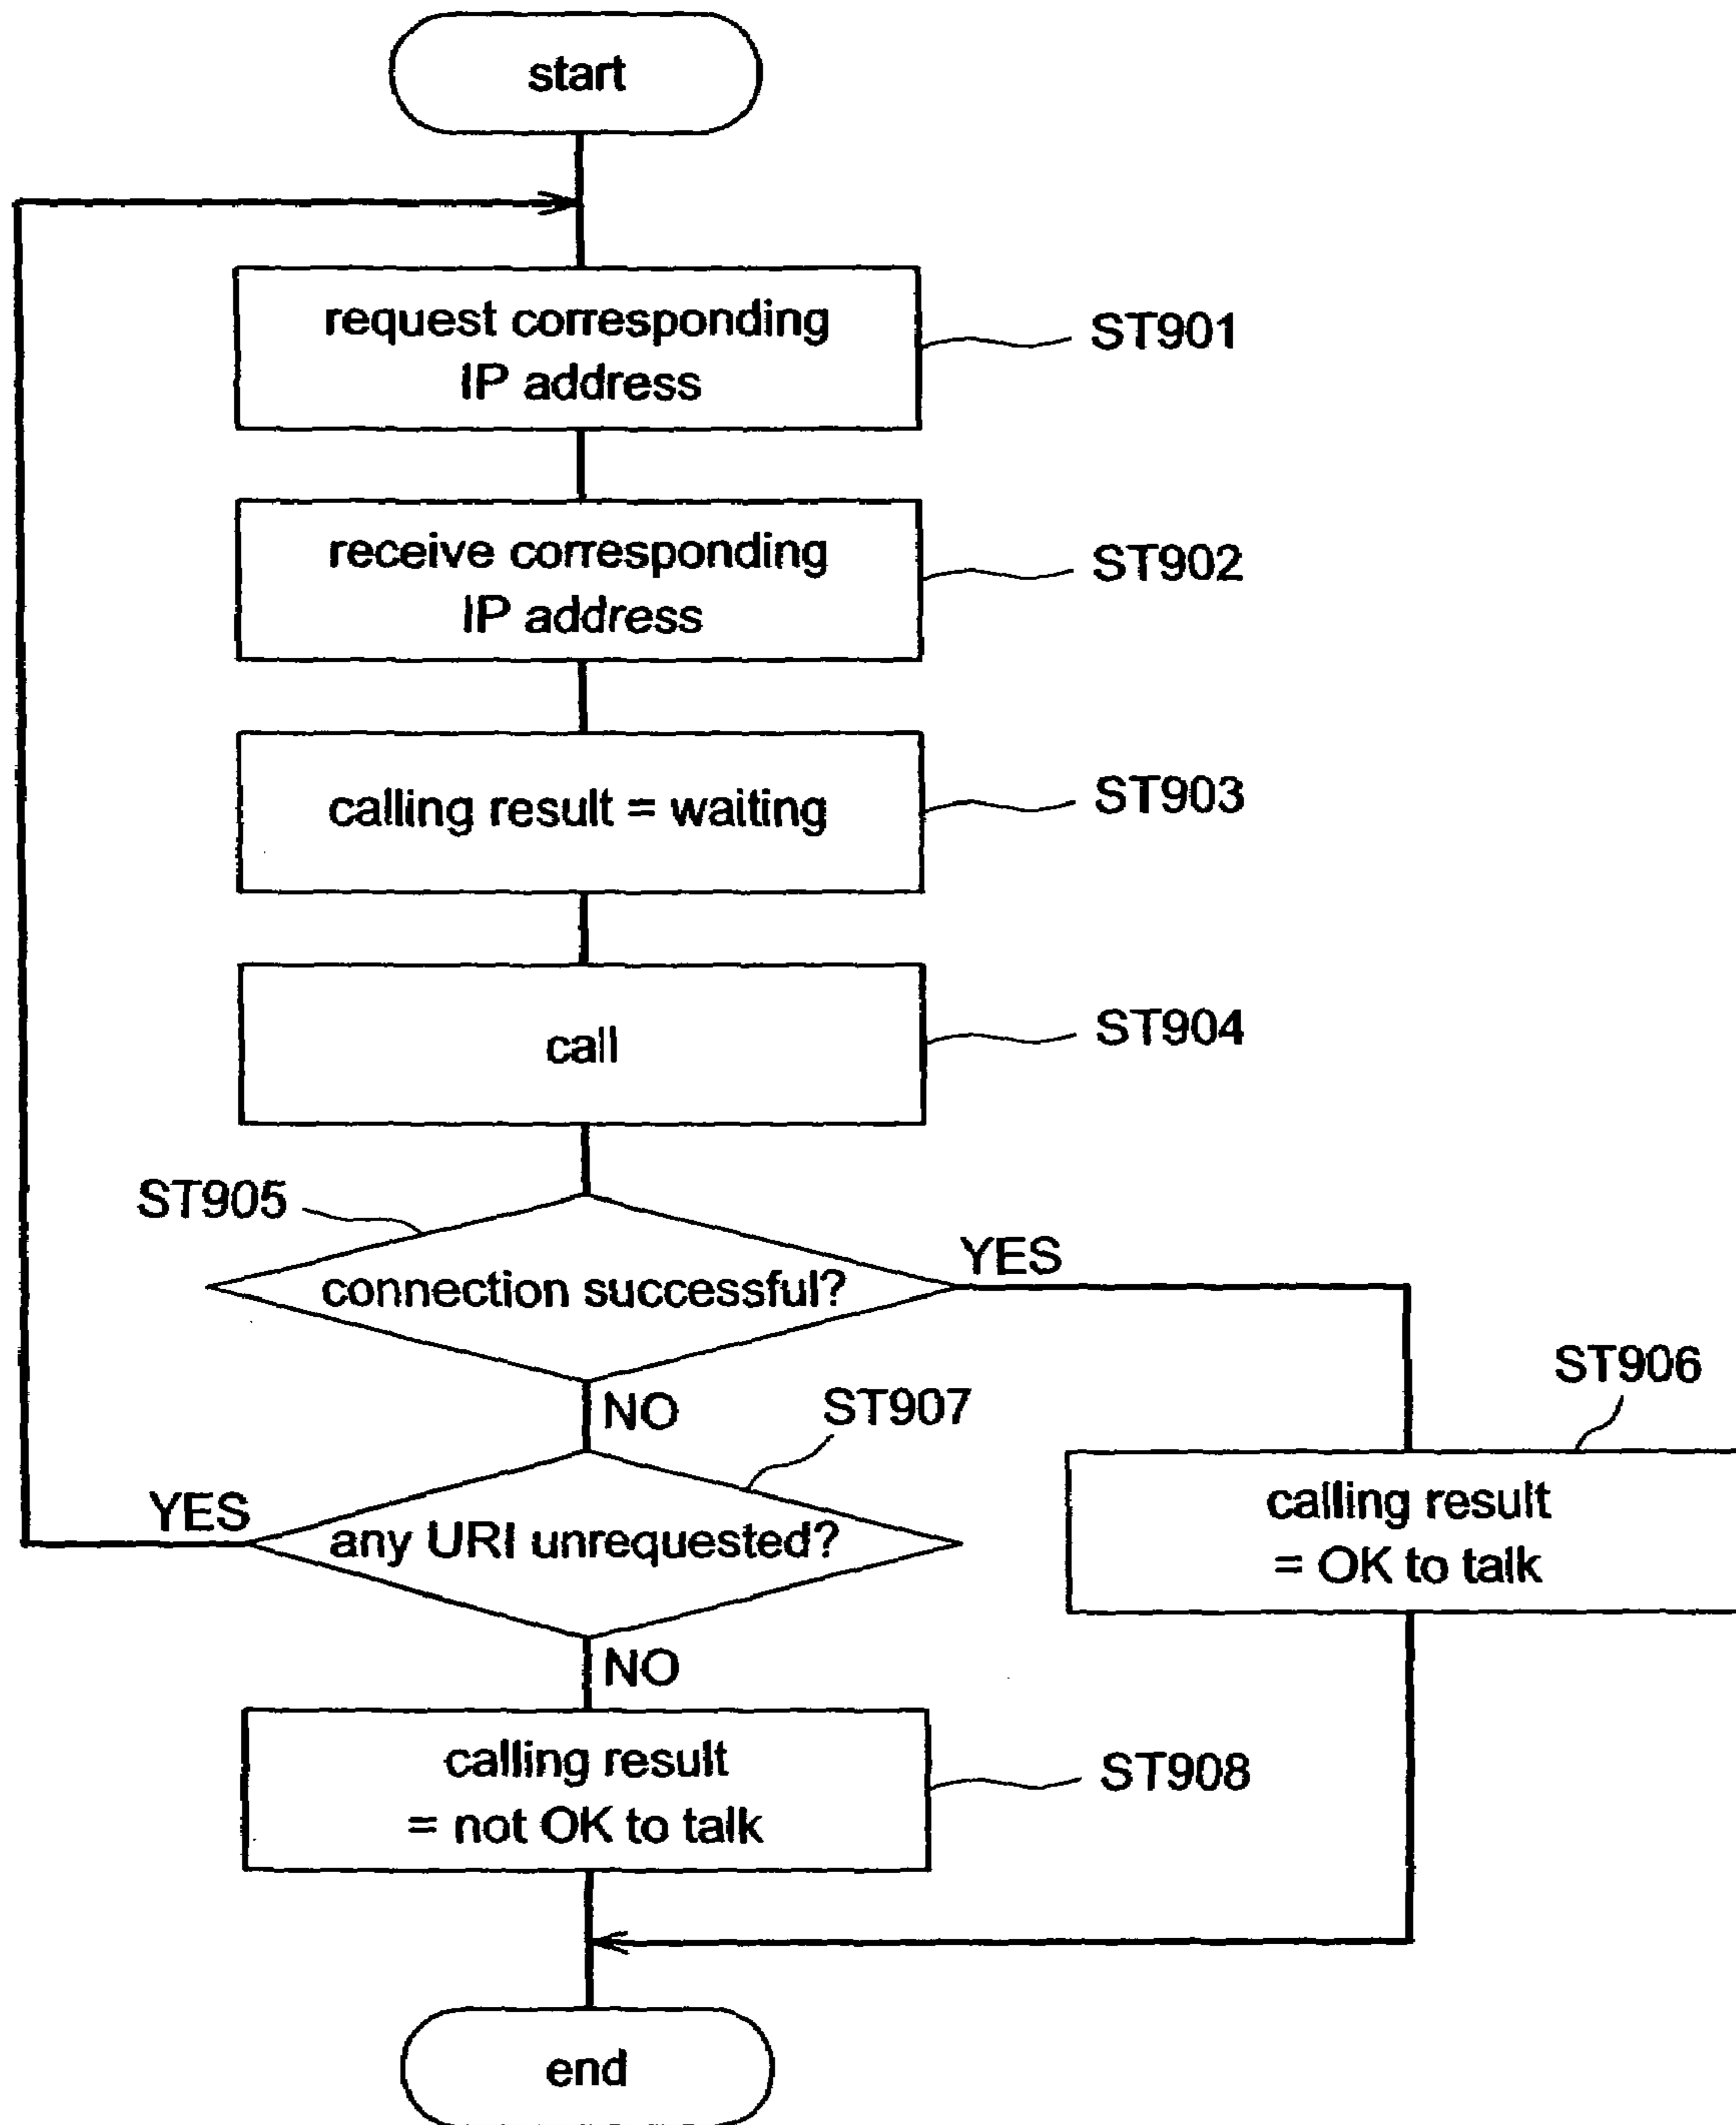 start
request corresponding
IP address
ST901
receive corresponding
IP address
ST902
calling result = waiting
ST903
call
ST904
ST905
connection successful?
YES
NO
ST906
calling result
= OK to talk
ST907
any URI unrequested?
YES
NO
calling result
= not OK to talk
ST908
end